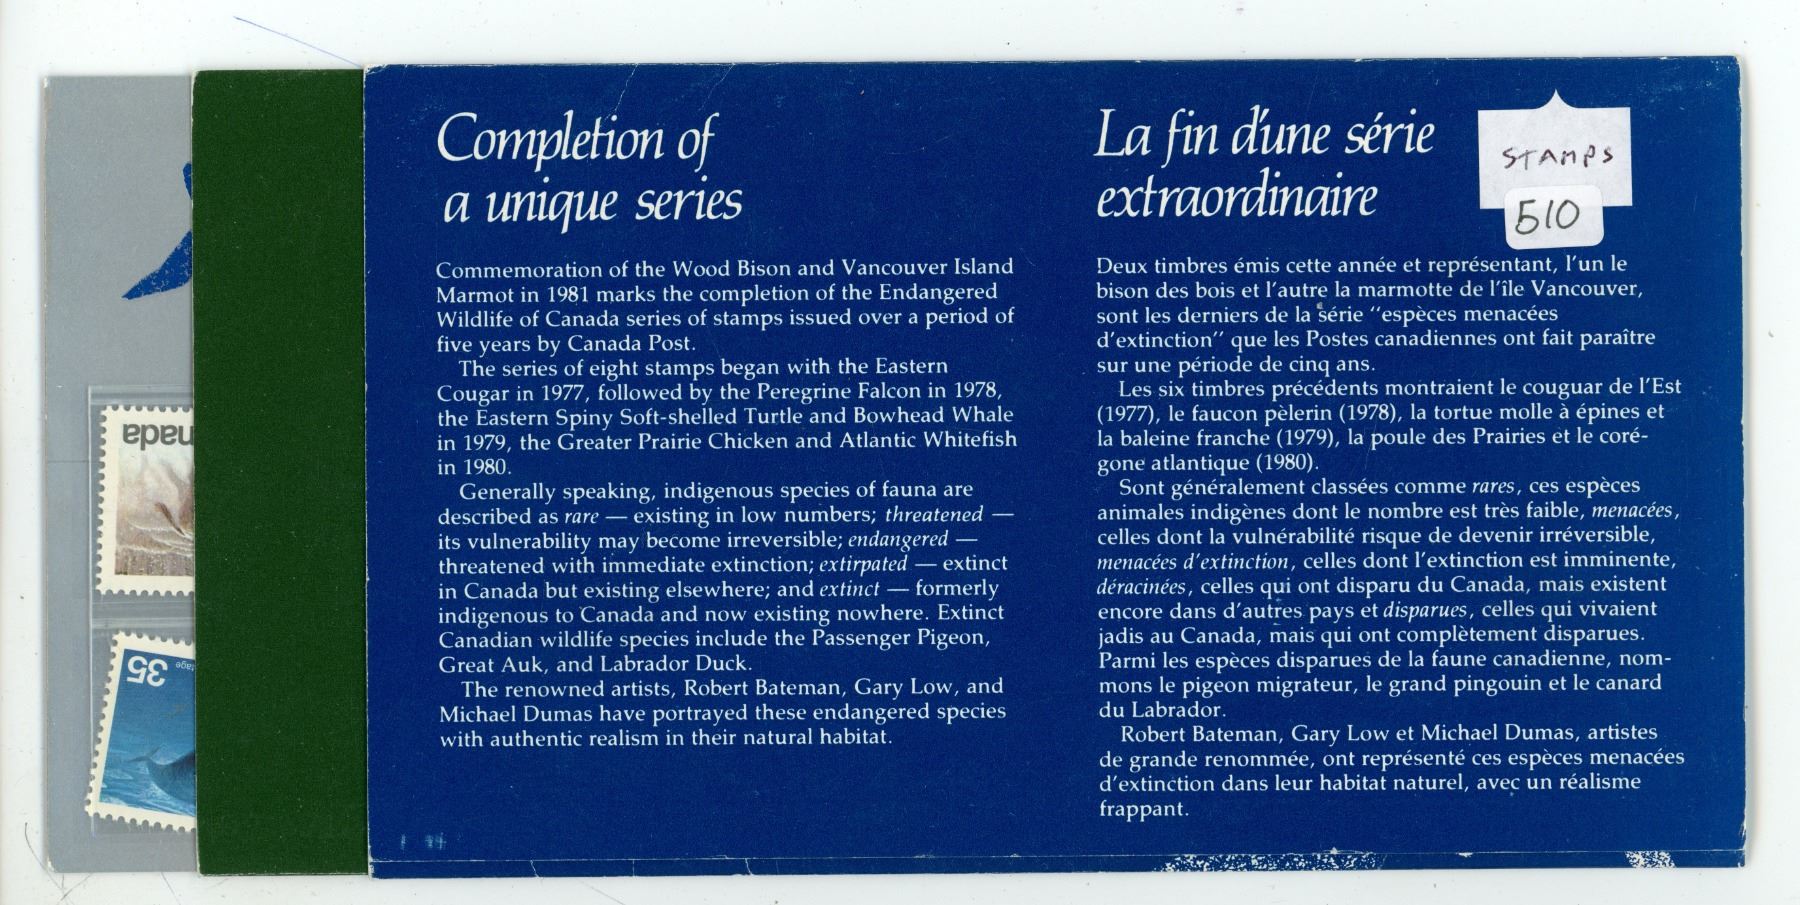 Completion of
a unique series
Commemoration of the Wood Bison and Vancouver Island
Marmot in 1981 marks the completion of the Endangered
Wildlife of Canada series of stamps issued over a period of
five years by Canada Post.
The series of eight stamps began with the Eastern
Cougar in 1977, followed by the Peregrine Falcon in 1978,
the Eastern Spiny Soft-shelled Turtle and Bowhead Whale
in 1979, the Greater Prairie Chicken and Atlantic Whitefish
in 1980.
Generally speaking, indigenous species of fauna are
described as rare — existing in low numbers; threatened —
its vulnerability may become irreversible; endangered —
threatened with immediate extinction; extirpated — extinct
in Canada but existing elsewhere; and extinct — formerly
indigenous to Canada and now existing nowhere. Extinct
Canadian wildlife species include the Passenger Pigeon,
Great Auk, and Labrador Duck.
The renowned artists, Robert Bateman, Gary Low, and
Michael Dumas have portrayed these endangered species
with authentic realism in their natural habitat.
La fin d'une série
extraordinaire
Deux timbres émis cette année et représentant, l'un le
bison des bois et l'autre la marmotte de l'île Vancouver,
sont les derniers de la série "espèces menacées
d'extinction" que les Postes canadiennes ont fait paraître
sur une période de cinq ans.
Les six timbres précédents montraient le couguar de l'Est
(1977), le faucon pèlerin (1978), la tortue molle à épines et
la baleine franche (1979), la poule des Prairies et le coré-
gone atlantique (1980).
Sont généralement classées comme rares, ces espèces
animales indigènes dont le nombre est très faible, menacées,
celles dont la vulnérabilité risque de devenir irréversible,
menacées d'extinction, celles dont l'extinction est imminente,
déracinées, celles qui ont disparu du Canada, mais existent
encore dans d'autres pays et disparues, celles qui vivaient
jadis au Canada, mais qui ont complètement disparues.
Parmi les espèces disparues de la faune canadienne, nom-
mons le pigeon migrateur, le grand pingouin et le canard
du Labrador.
Robert Bateman, Gary Low et Michael Dumas, artistes
de grande renommée, ont représenté ces espèces menacées
d'extinction dans leur habitat naturel, avec un réalisme
frappant.
STAMPS
510
nada
35
tage